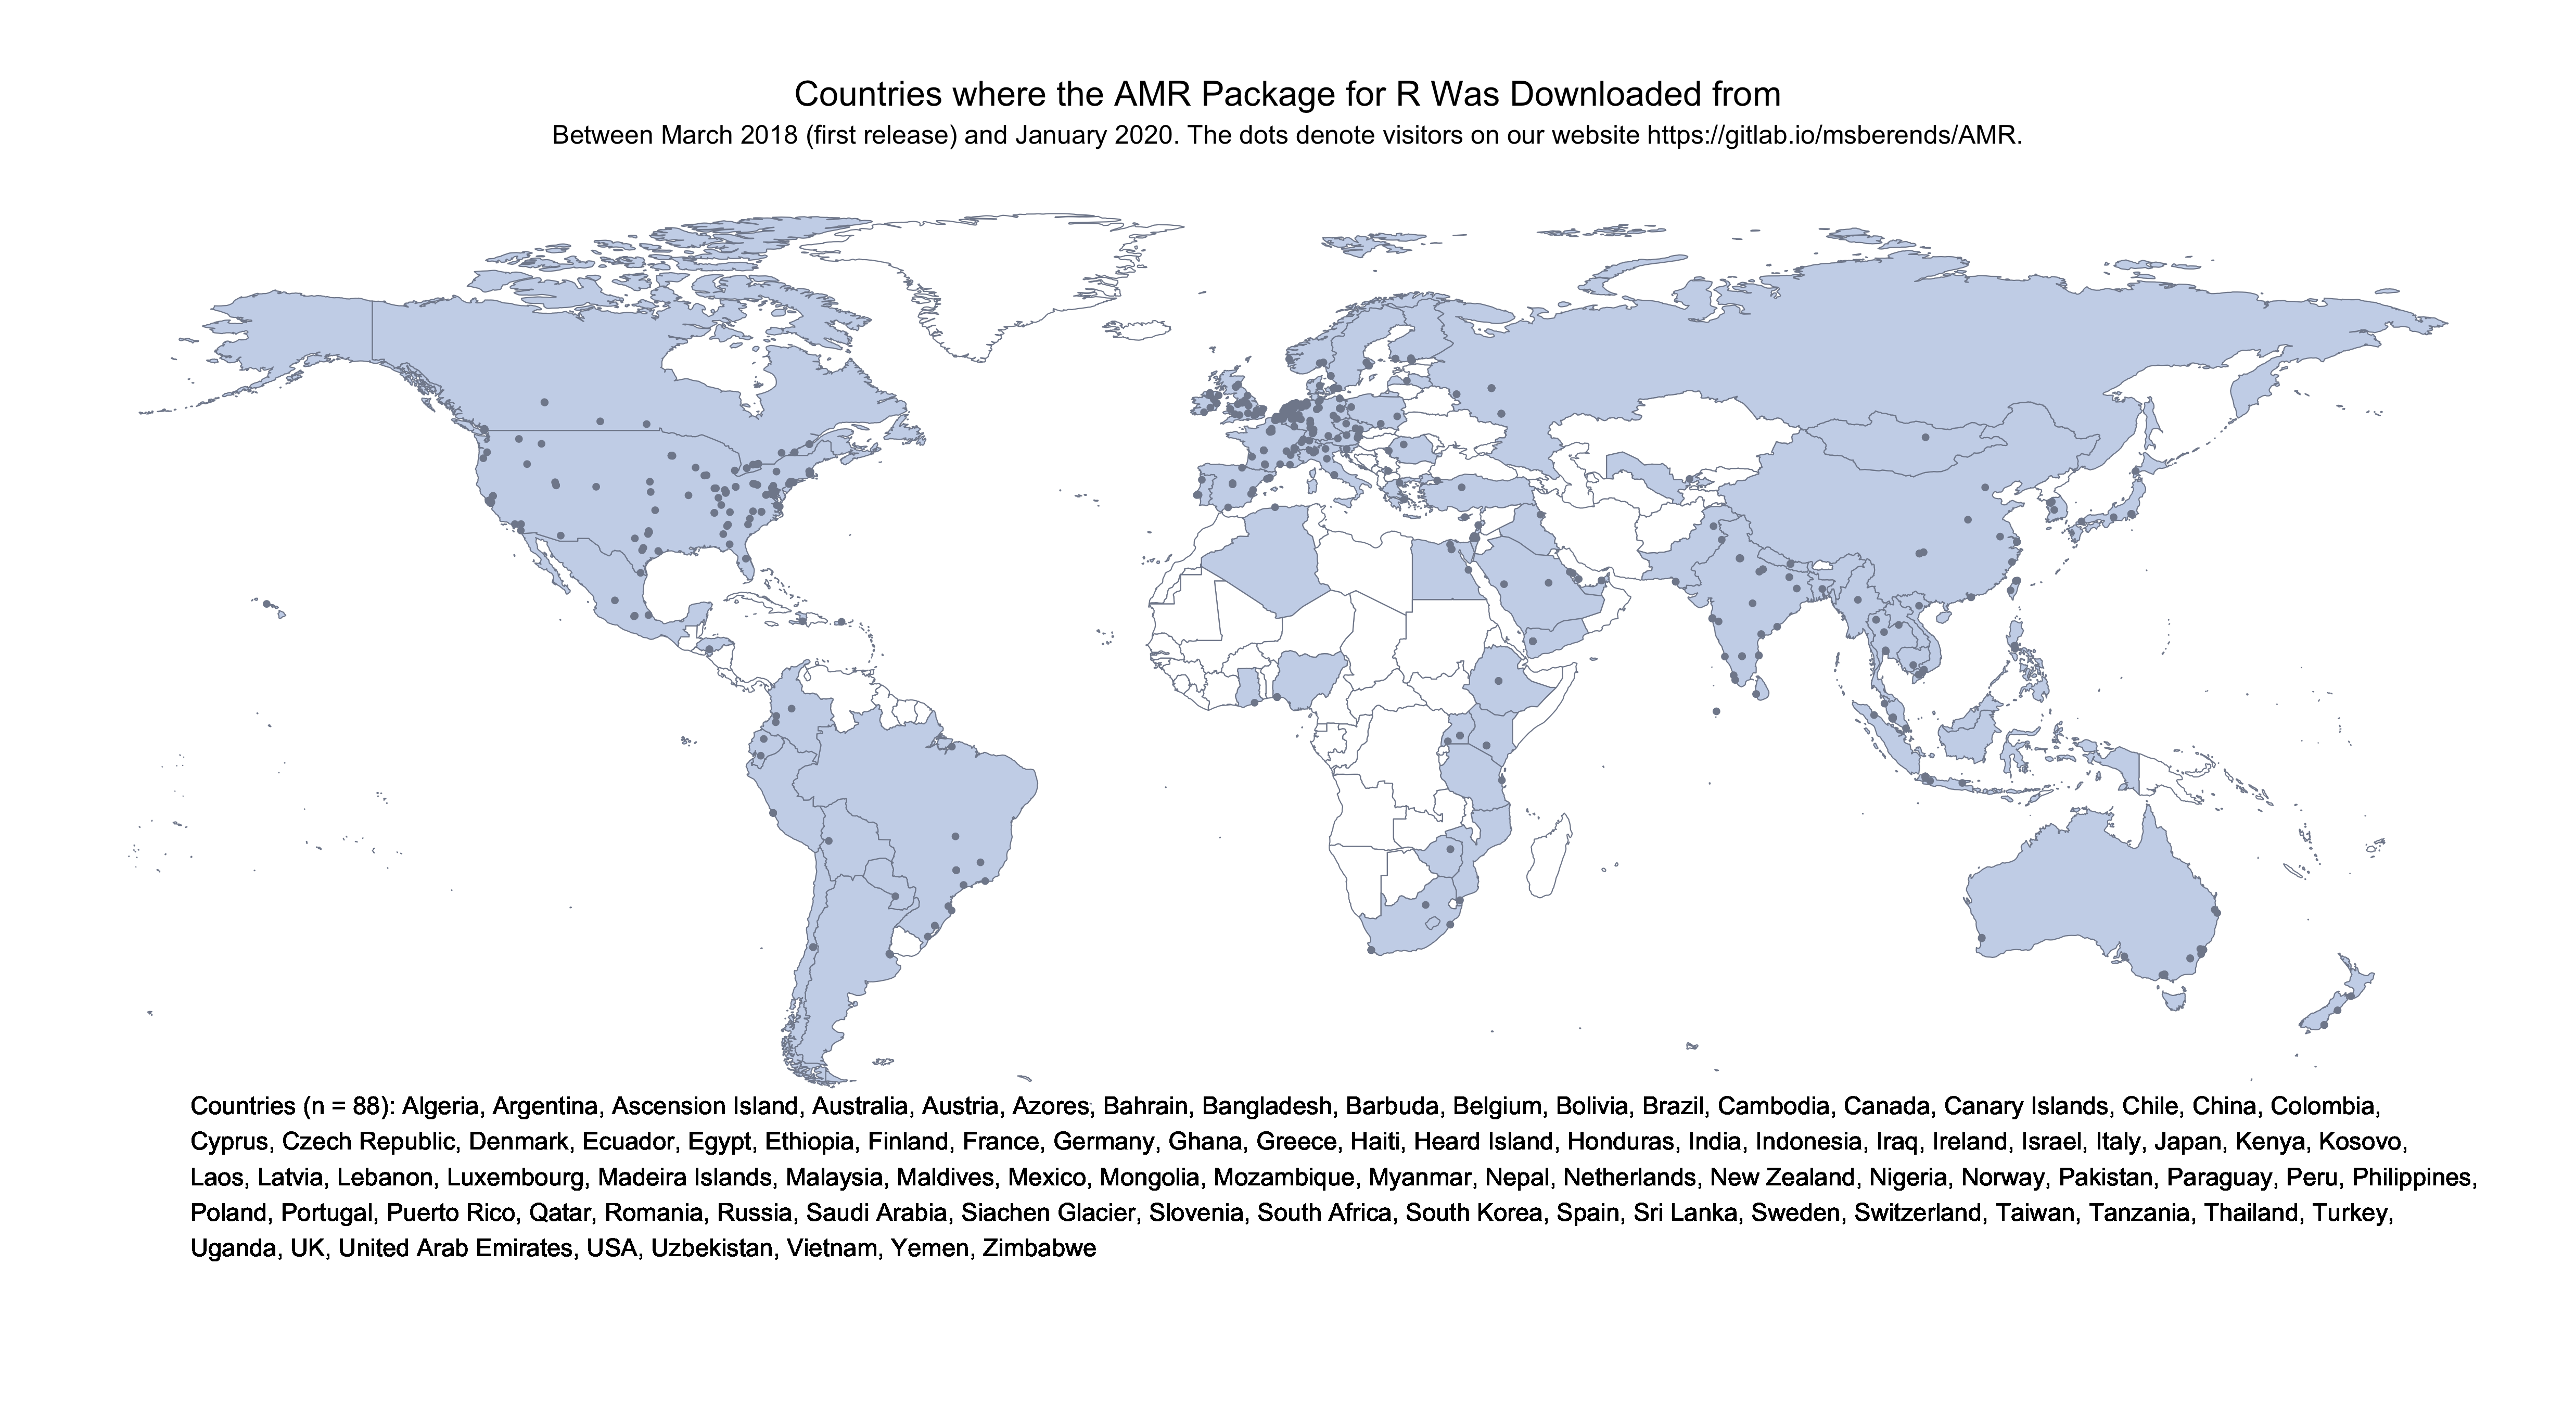 Countries where the AMR Package for R Was Downloaded from
Between March 2018 (first release) and January 2020. The dots denote visitors on our website https://gitlab.io/msberends/AMR.
Countries (n = 88): Algeria, Argentina, Ascension Island, Australia, Austria, Azores, Bahrain, Bangladesh, Barbuda, Belgium, Bolivia, Brazil, Cambodia, Canada, Canary Islands, Chile, China, Colombia,
Cyprus, Czech Republic, Denmark, Ecuador, Egypt, Ethiopia, Finland, France, Germany, Ghana, Greece, Haiti, Heard Island, Honduras, India, Indonesia, Iraq, Ireland, Israel, Italy, Japan, Kenya, Kosovo,
Laos, Latvia, Lebanon, Luxembourg, Madeira Islands, Malaysia, Maldives, Mexico, Mongolia, Mozambique, Myanmar, Nepal, Netherlands, New Zealand, Nigeria, Norway, Pakistan, Paraguay, Peru, Philippines,
Poland, Portugal, Puerto Rico, Qatar, Romania, Russia, Saudi Arabia, Siachen Glacier, Slovenia, South Africa, South Korea, Spain, Sri Lanka, Sweden, Switzerland, Taiwan, Tanzania, Thailand, Turkey,
Uganda, UK, United Arab Emirates, USA, Uzbekistan, Vietnam, Yemen, Zimbabwe